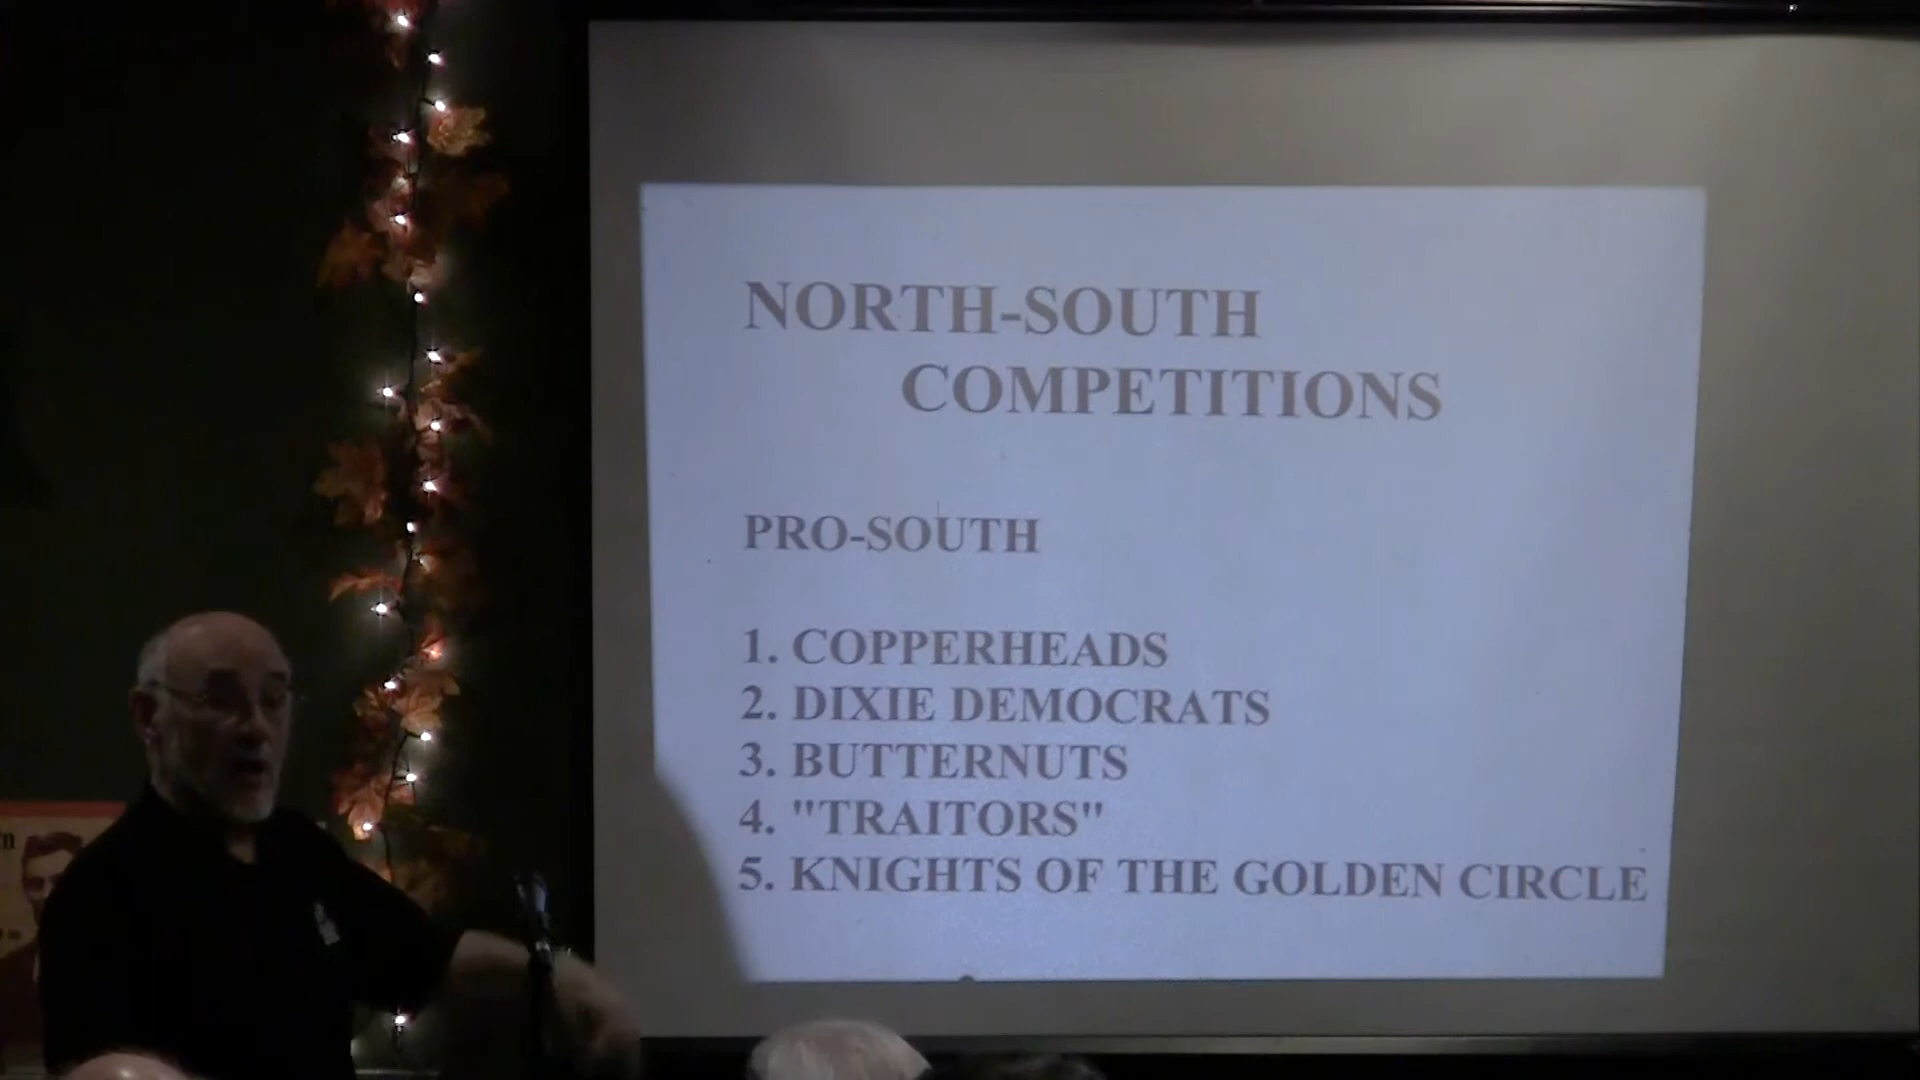 NORTH-SOUTH
COMPETITIONS
PRO-SOUTH
1. COPPERHEADS
2. DIXIE DEMOCRATS
3. BUTTERNUTS
4. "TRAITORS"
5. KNIGHTS OF THE GOLDEN CIRCLE